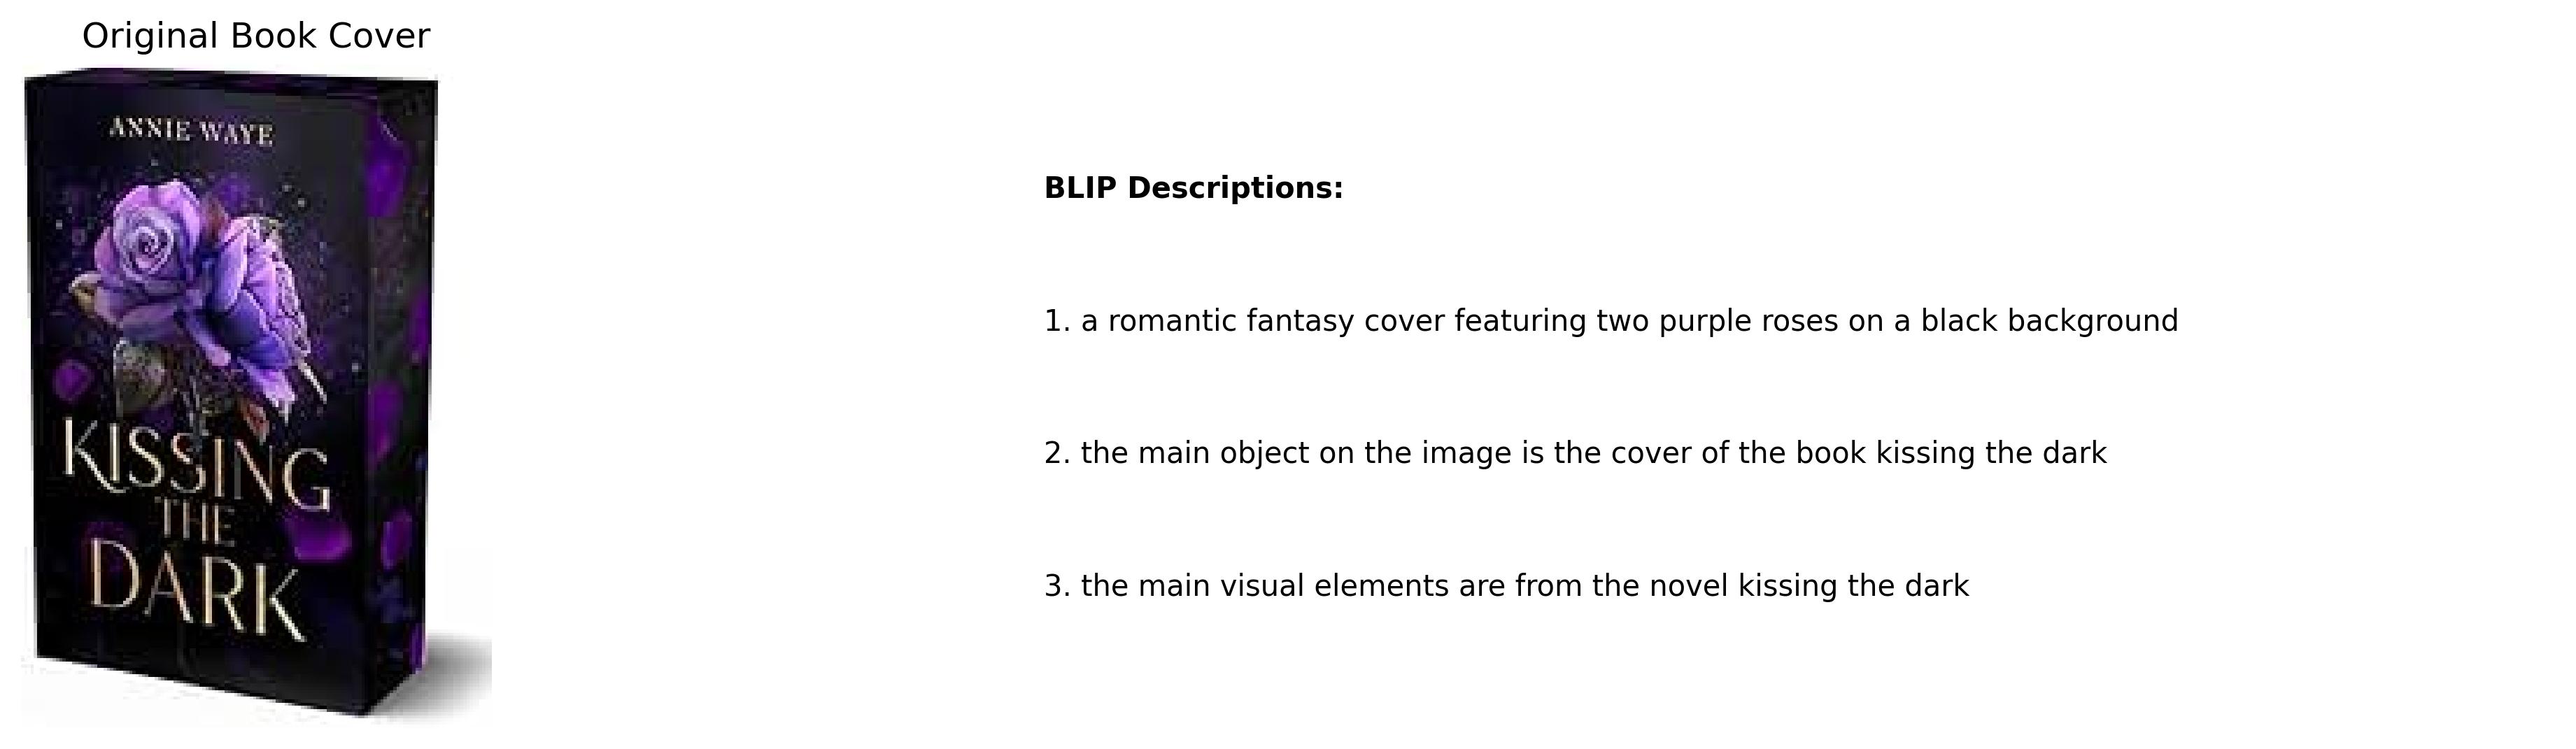 Original Book Cover
ANNIE WAYE
KISSING
THE
DARK
BLIP Descriptions:
1. a romantic fantasy cover featuring two purple roses on a black background
2. the main object on the image is the cover of the book kissing the dark
3. the main visual elements are from the novel kissing the dark